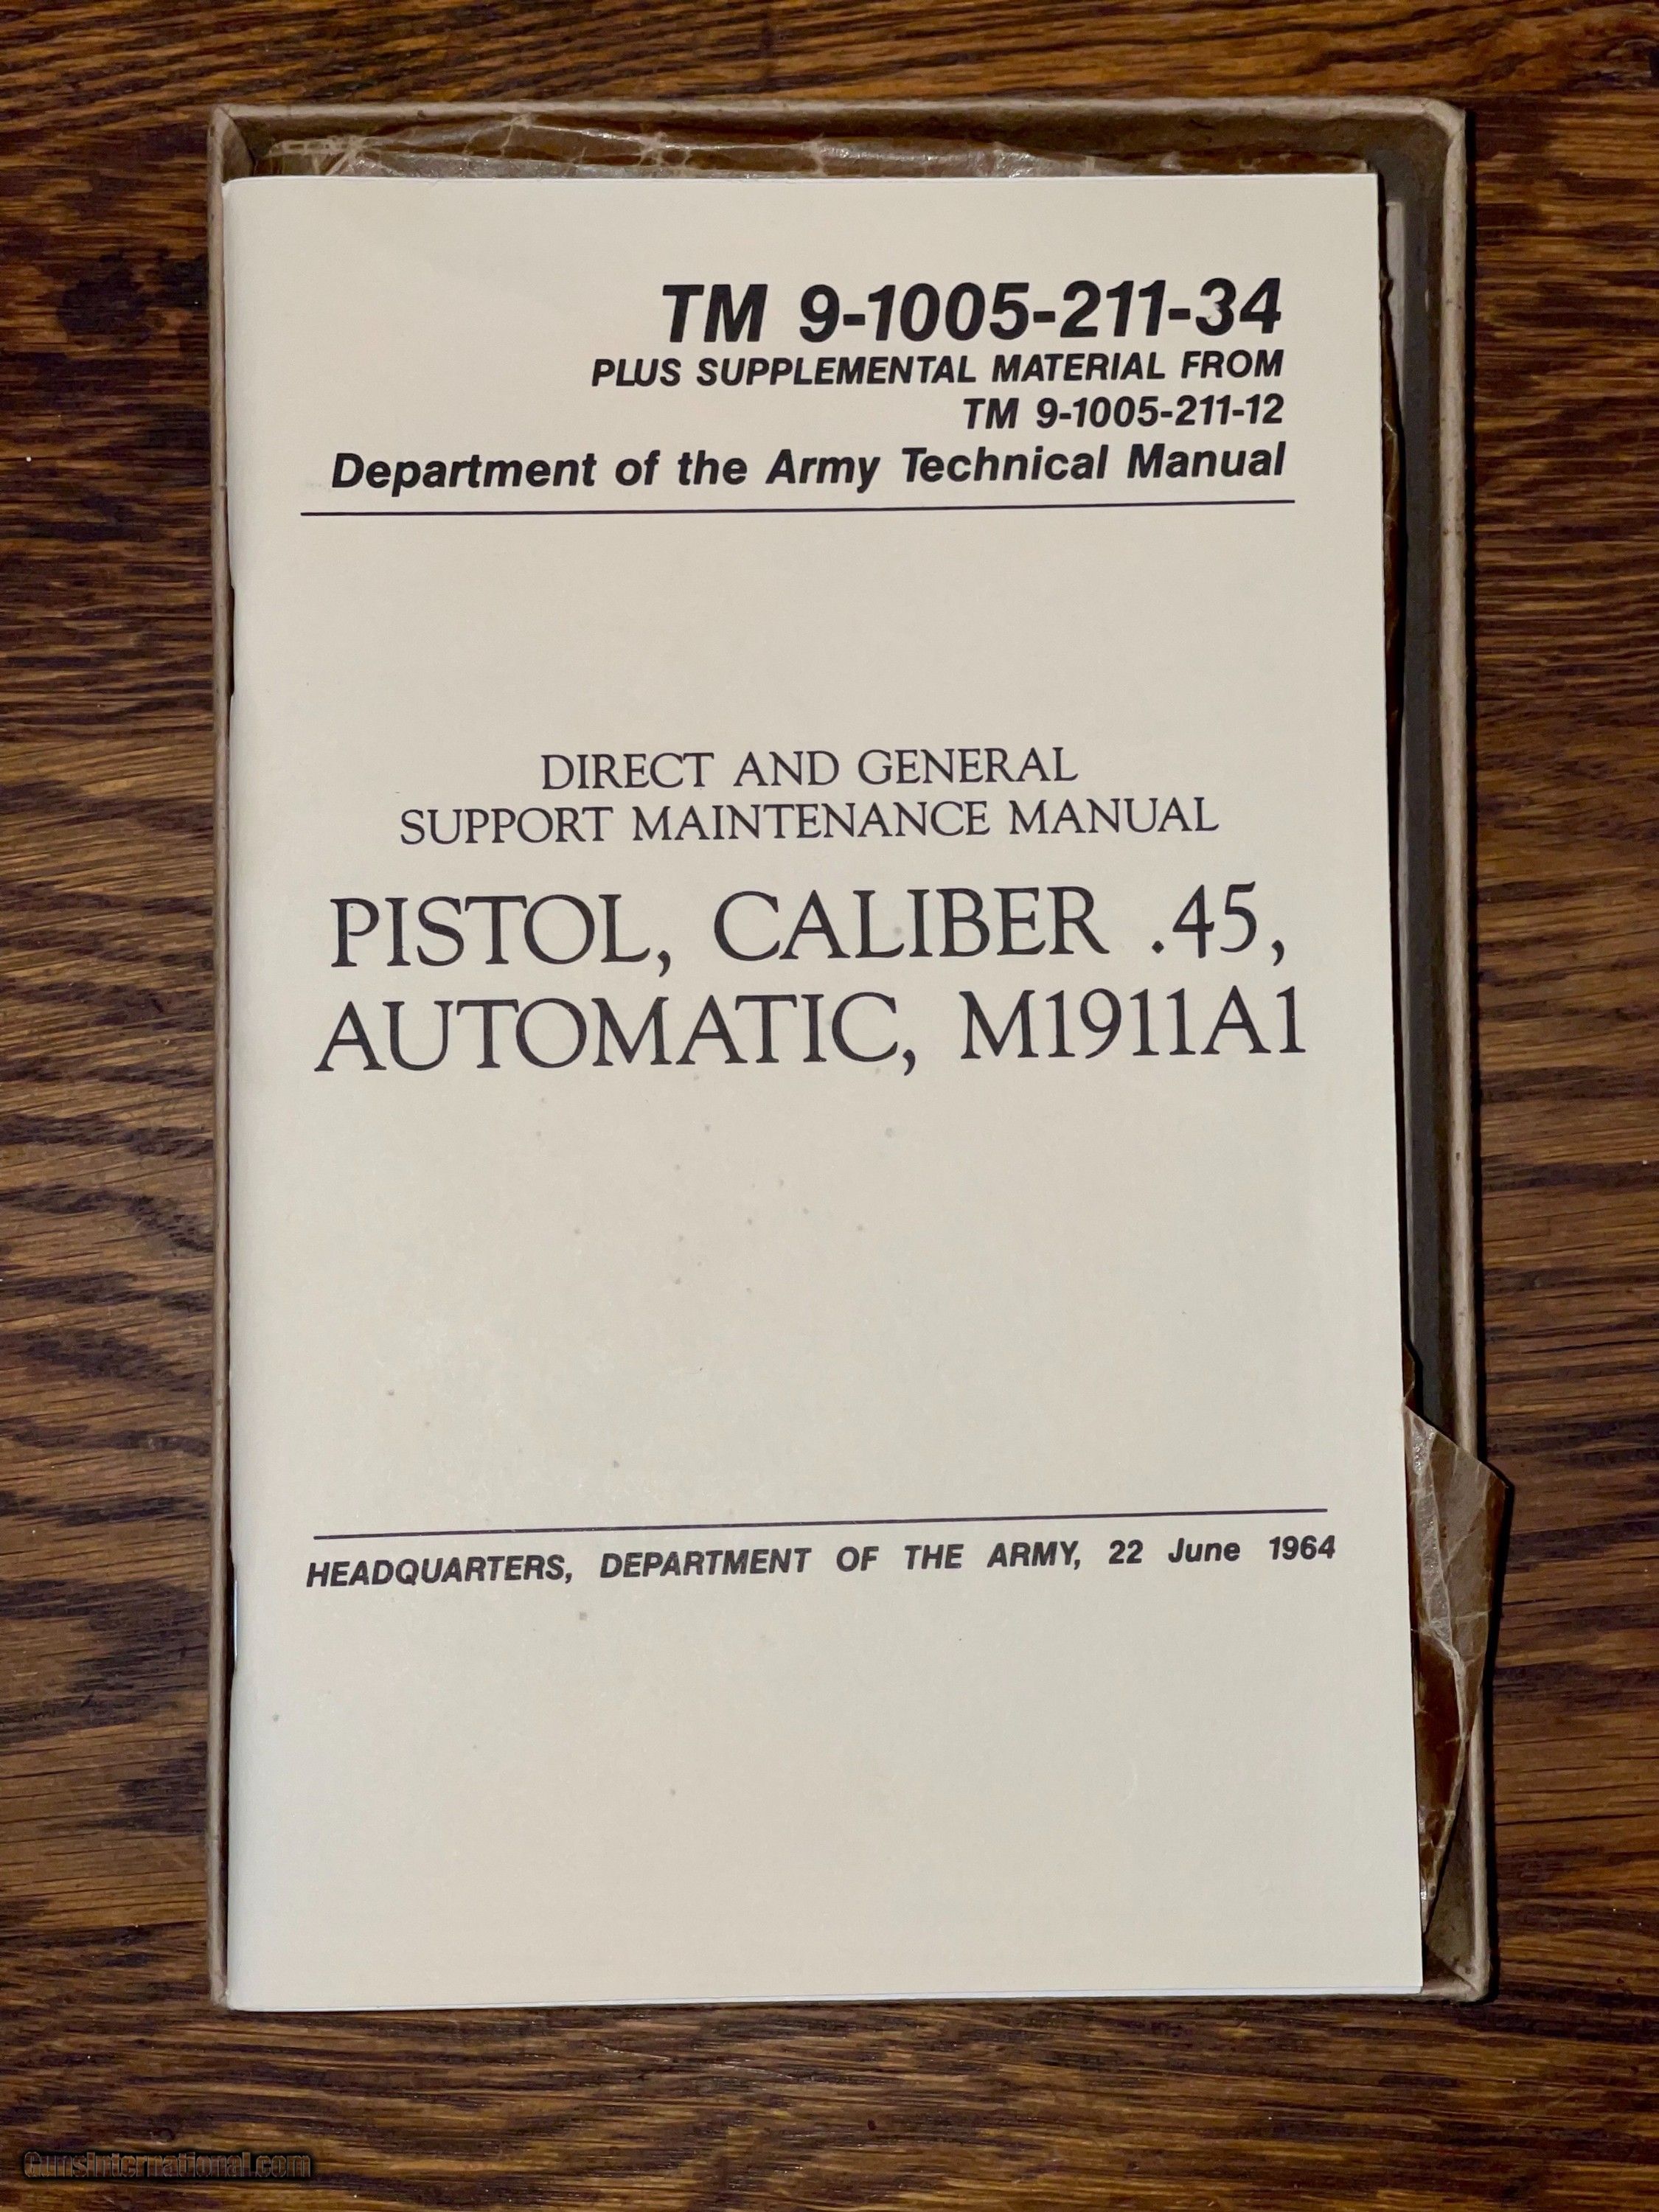 TM 9-1005-211-34
PLUS SUPPLEMENTAL MATERIAL FROM
TM 9-1005-211-12
Department of the Army Technical Manual
DIRECT AND GENERAL
SUPPORT MAINTENANCE MANUAL
PISTOL, CALIBER .45,
AUTOMATIC, M1911A1
HEADQUARTERS, DEPARTMENT OF THE ARMY, 22 June 1964
GunsInternational.com